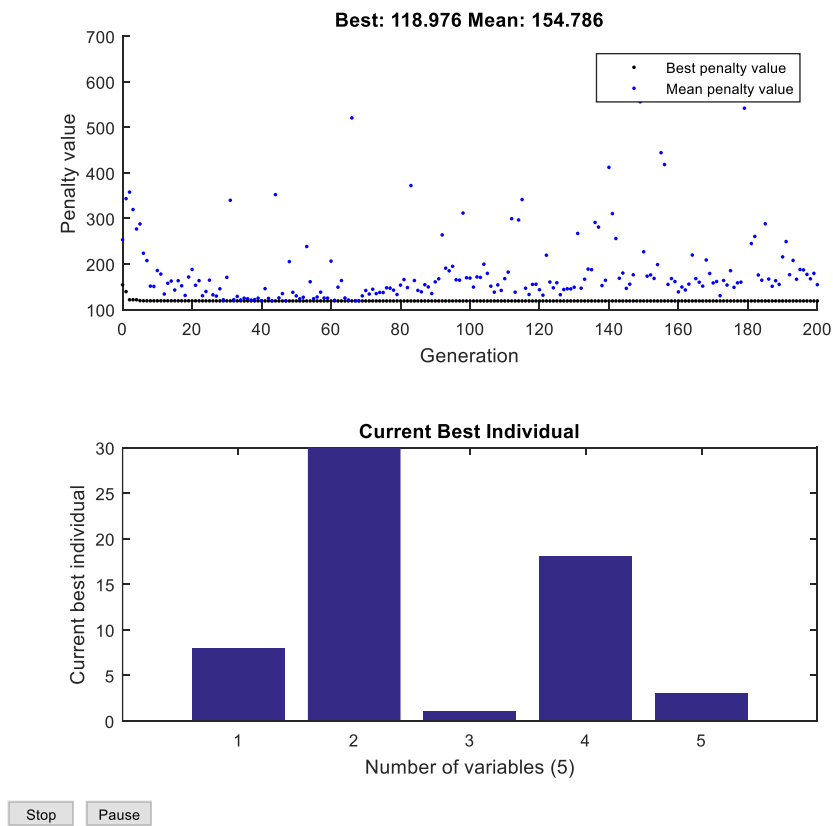 Best: 118.976 Mean: 154.786
700
600
500
400
300
200
100
Penalty value
Best penalty value
Mean penalty value
0 20 40 60 80 100 120 140 160 180 200
Generation
Current Best Individual
30
25
20
15
10
5
0
Current best individual
1 2 3 4 5
Number of variables (5)
Stop Pause